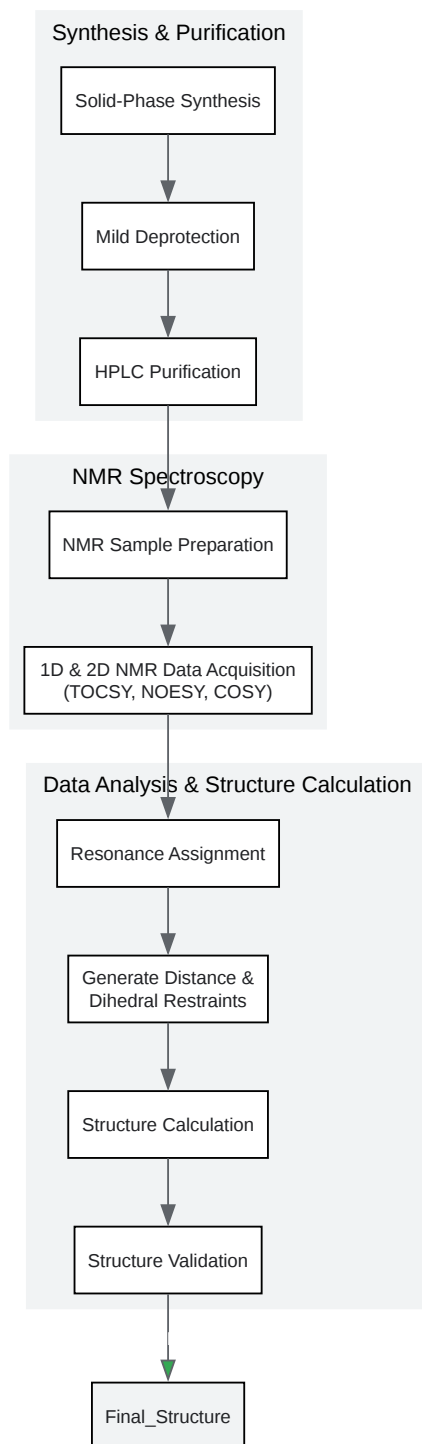 Synthesis & Purification
Solid-Phase Synthesis
Mild Deprotection
HPLC Purification
NMR Spectroscopy
NMR Sample Preparation
1D & 2D NMR Data Acquisition
(TOCSY, NOESY, COSY)
Data Analysis & Structure Calculation
Resonance Assignment
Generate Distance &
Dihedral Restraints
Structure Calculation
Structure Validation
Final_Structure